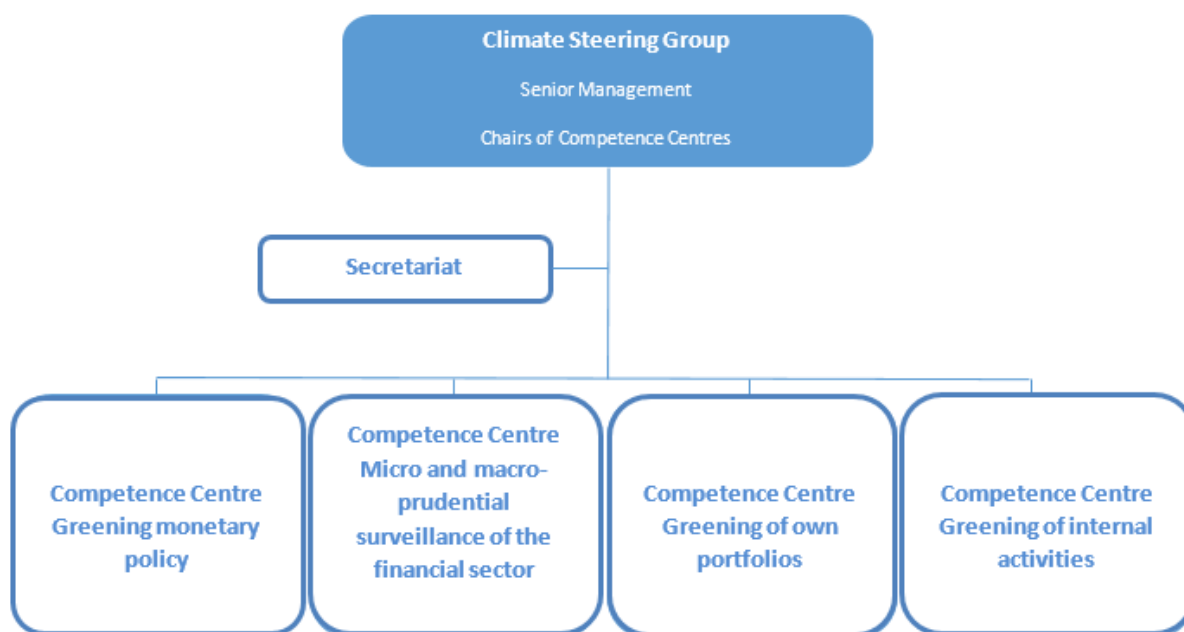 Climate Steering Group
Senior Management
Chairs of Competence Centres
Secretariat
Competence Centre
Greening monetary
policy
Competence Centre
Micro and macro-
prudential
surveillance of the
financial sector
Competence Centre
Greening of own
portfolios
Competence Centre
Greening of internal
activities